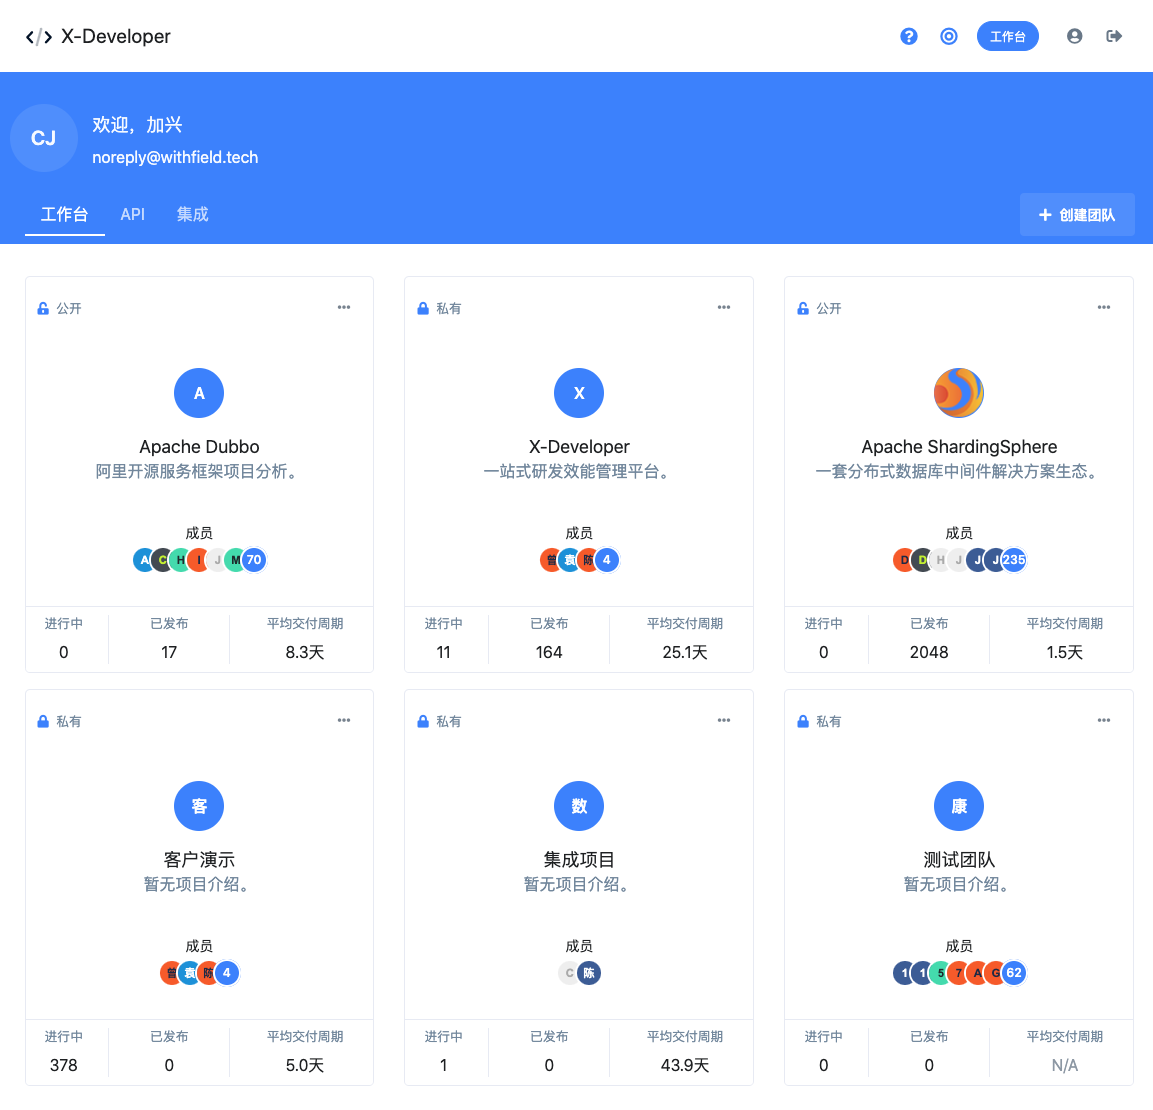 </> X-Developer
工作台
CJ
欢迎，加兴
noreply@withfield.tech
工作台 API 集成
+ 创建团队
公开
A
Apache Dubbo
阿里开源服务框架项目分析。
成员
A C H I J M 70
进行中 已发布 平均交付周期
0 17 8.3天
私有
X
X-Developer
一站式研发效能管理平台。
成员
曾 袁 陈 4
进行中 已发布 平均交付周期
11 164 25.1天
公开
Apache ShardingSphere
一套分布式数据库中间件解决方案生态。
成员
D D H J J J 235
进行中 已发布 平均交付周期
0 2048 1.5天
私有
客
客户演示
暂无项目介绍。
成员
曾 袁 陈 4
进行中 已发布 平均交付周期
378 0 5.0天
私有
数
集成项目
暂无项目介绍。
成员
C 陈
进行中 已发布 平均交付周期
1 0 43.9天
私有
康
测试团队
暂无项目介绍。
成员
1 1 5 7 A G 62
进行中 已发布 平均交付周期
0 0 N/A